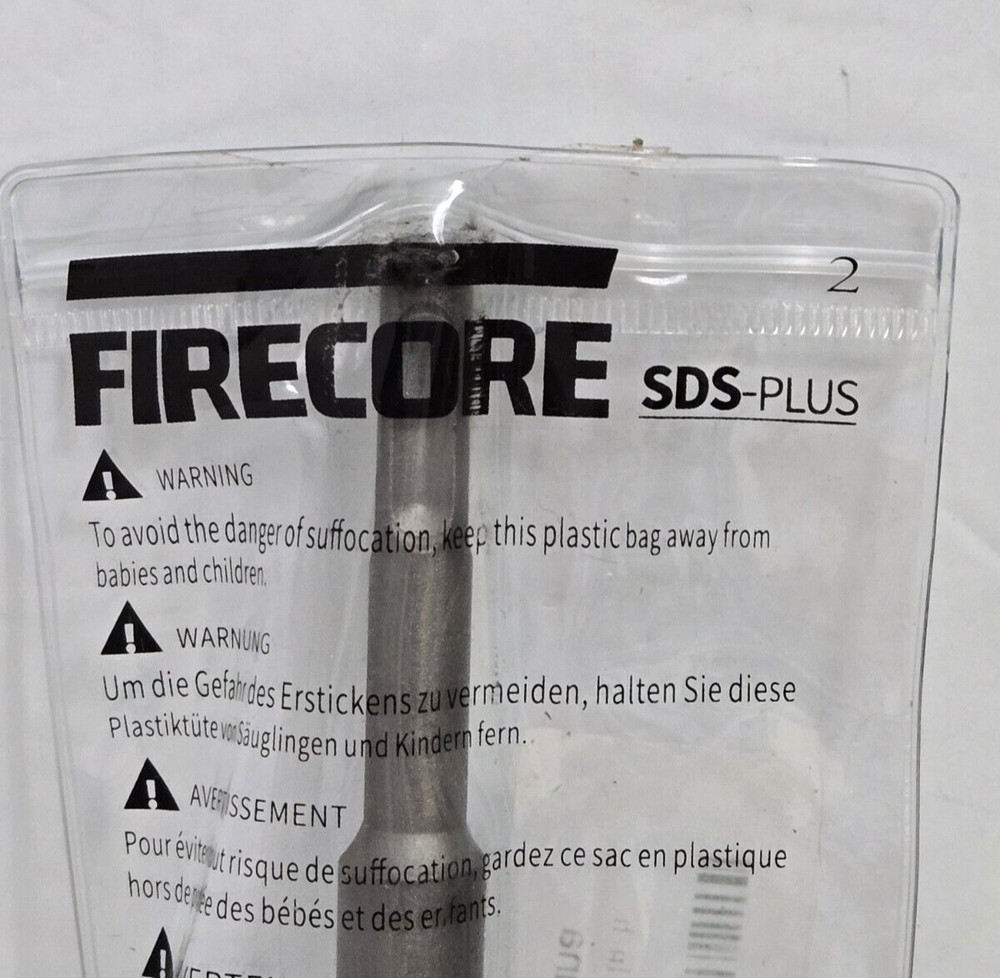 2
FIRECORE SDS-PLUS
WARNING
To avoid the danger of suffocation, keep this plastic bag away from
babies and children.
WARNUNG
Um die Gefahr des Erstickens zu vermeiden, halten Sie diese
Plastiktüte von Säuglingen und Kindern fern.
AVERTISSEMENT
Pour éviter tout risque de suffocation, gardez ce sac en plastique
hors de des bébés et des enfants.